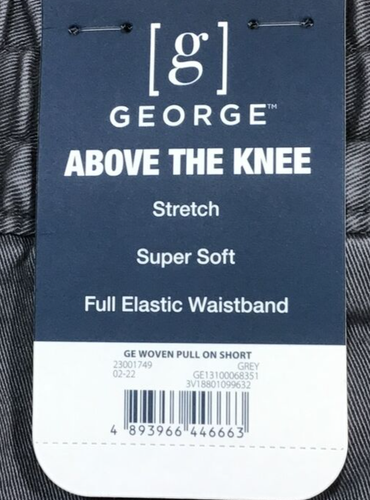 [g]
GEORGE™
ABOVE THE KNEE
Stretch
Super Soft
Full Elastic Waistband
GE WOVEN PULL ON SHORT
23001749 GREY
02-22 GE13100068351
3V18801099632
4 893966 446663